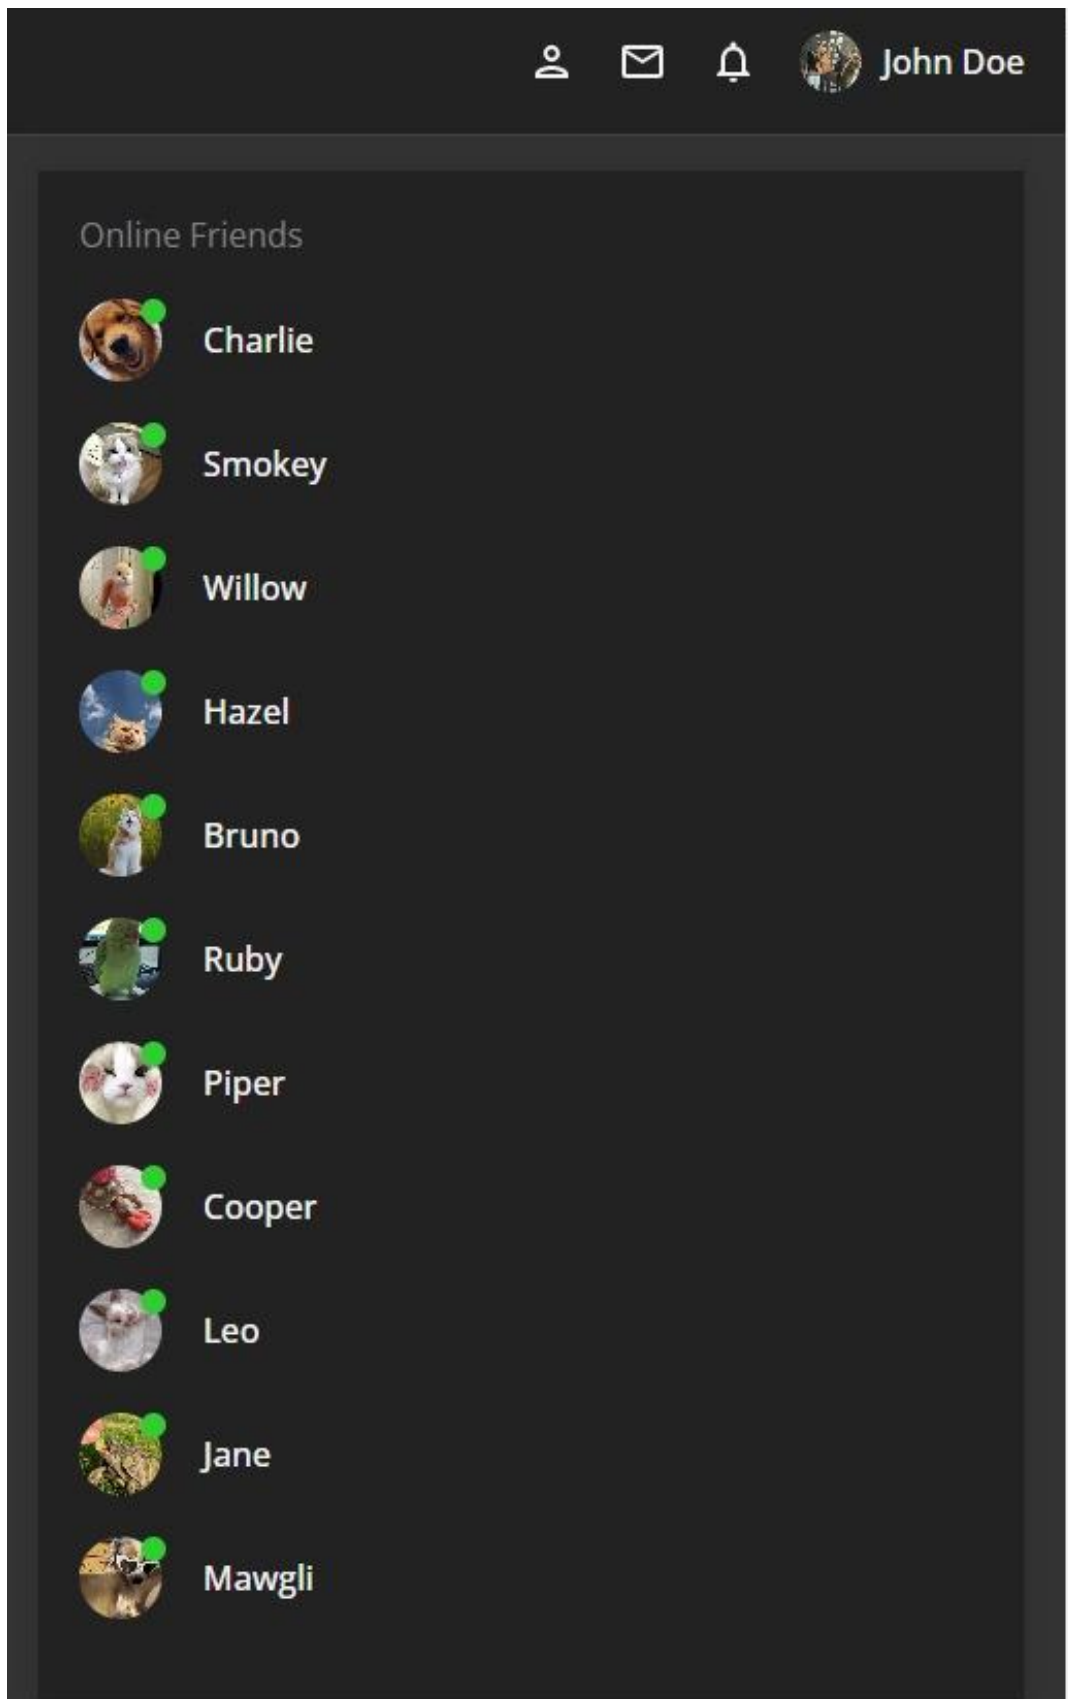 John Doe
Online Friends
Charlie
Smokey
Willow
Hazel
Bruno
Ruby
Piper
Cooper
Leo
Jane
Mawgli